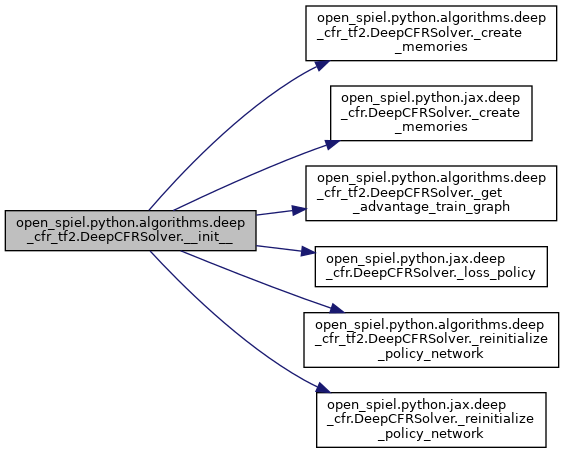 open_spiel.python.algorithms.deep
_cfr_tf2.DeepCFRSolver._create
_memories
open_spiel.python.jax.deep
_cfr.DeepCFRSolver._create
_memories
open_spiel.python.algorithms.deep
_cfr_tf2.DeepCFRSolver._get
_advantage_train_graph
open_spiel.python.algorithms.deep
_cfr_tf2.DeepCFRSolver.__init__
open_spiel.python.jax.deep
_cfr.DeepCFRSolver._loss_policy
open_spiel.python.algorithms.deep
_cfr_tf2.DeepCFRSolver._reinitialize
_policy_network
open_spiel.python.jax.deep
_cfr.DeepCFRSolver._reinitialize
_policy_network